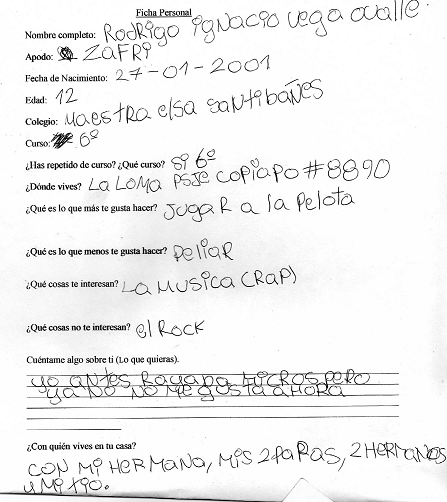 Ficha Personal
Nombre completo: RodRigo ignacio vega ovalle
Apodo: ZAFRi
Fecha de Nacimiento: 27-01-2001
Edad: 12
Colegio: Maestra elsa santibañes
Curso: 6º
¿Has repetido de curso? ¿Qué curso? si 6º
¿Dónde vives? La LOMA PSJe COPiAPO #8890
¿Qué es lo que más te gusta hacer? JugaR a la Pelota
¿Qué es lo que menos te gusta hacer? Peliar
¿Qué cosas te interesan? LA MUSiCA (RAP)
¿Qué cosas no te interesan? el RocK
Cuéntame algo sobre ti (Lo que quieras).
yo antes Rayaba micRos peRo
ya no no me gusta ahora
¿Con quién vives en tu casa?
CON Mi HERMANA, Mis 2 PaPas, 2 HERMANOS
y Mi tio.